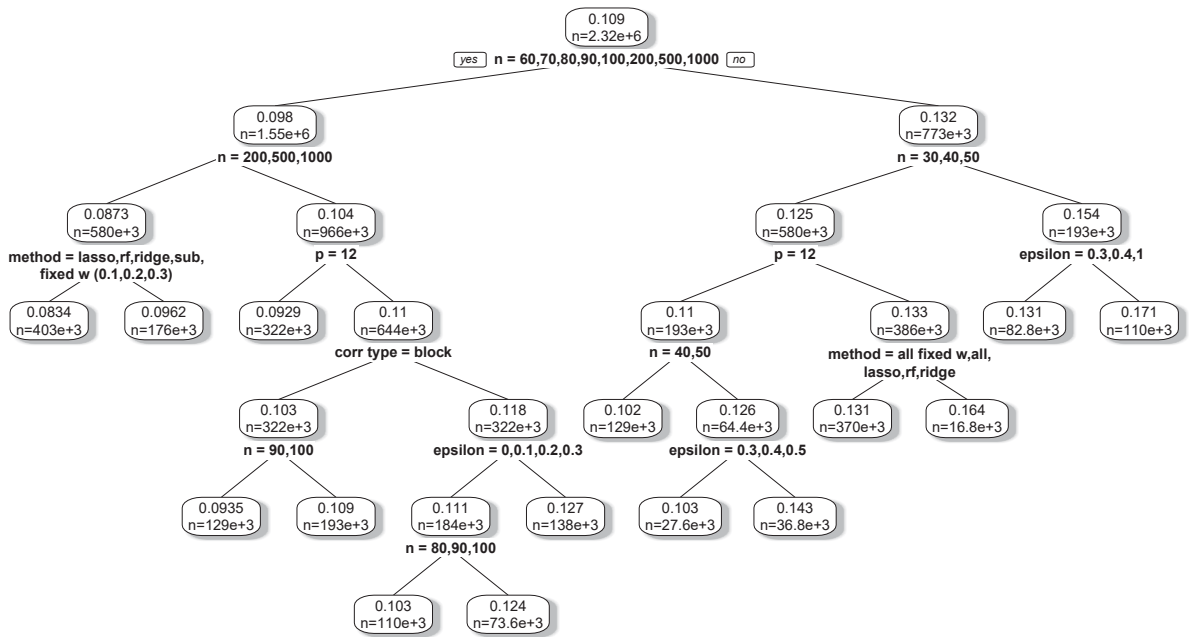 0.109
n=2.32e+6
yes n = 60,70,80,90,100,200,500,1000 no
0.098
n=1.55e+6
n = 200,500,1000
0.132
n=773e+3
n = 30,40,50
0.0873
n=580e+3
method = lasso,rf,ridge,sub,
fixed w (0.1,0.2,0.3)
0.104
n=966e+3
p = 12
0.125
n=580e+3
p = 12
0.154
n=193e+3
epsilon = 0.3,0.4,1
0.0834
n=403e+3
0.0962
n=176e+3
0.0929
n=322e+3
0.11
n=644e+3
corr type = block
0.11
n=193e+3
n = 40,50
0.133
n=386e+3
method = all fixed w,all,
lasso,rf,ridge
0.131
n=82.8e+3
0.171
n=110e+3
0.103
n=322e+3
n = 90,100
0.118
n=322e+3
epsilon = 0,0.1,0.2,0.3
0.102
n=129e+3
0.126
n=64.4e+3
epsilon = 0.3,0.4,0.5
0.131
n=370e+3
0.164
n=16.8e+3
0.0935
n=129e+3
0.109
n=193e+3
0.111
n=184e+3
n = 80,90,100
0.127
n=138e+3
0.103
n=27.6e+3
0.143
n=36.8e+3
0.103
n=110e+3
0.124
n=73.6e+3